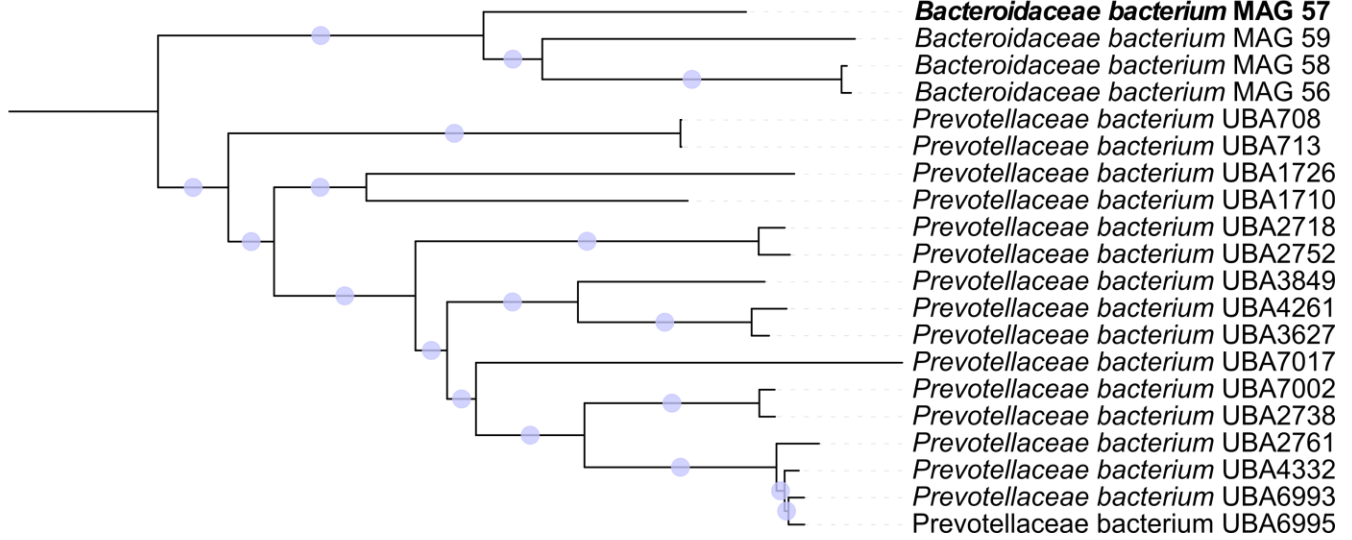 Bacteroidaceae bacterium MAG 57
Bacteroidaceae bacterium MAG 59
Bacteroidaceae bacterium MAG 58
Bacteroidaceae bacterium MAG 56
Prevotellaceae bacterium UBA708
Prevotellaceae bacterium UBA713
Prevotellaceae bacterium UBA1726
Prevotellaceae bacterium UBA1710
Prevotellaceae bacterium UBA2718
Prevotellaceae bacterium UBA2752
Prevotellaceae bacterium UBA3849
Prevotellaceae bacterium UBA4261
Prevotellaceae bacterium UBA3627
Prevotellaceae bacterium UBA7017
Prevotellaceae bacterium UBA7002
Prevotellaceae bacterium UBA2738
Prevotellaceae bacterium UBA2761
Prevotellaceae bacterium UBA4332
Prevotellaceae bacterium UBA6993
Prevotellaceae bacterium UBA6995